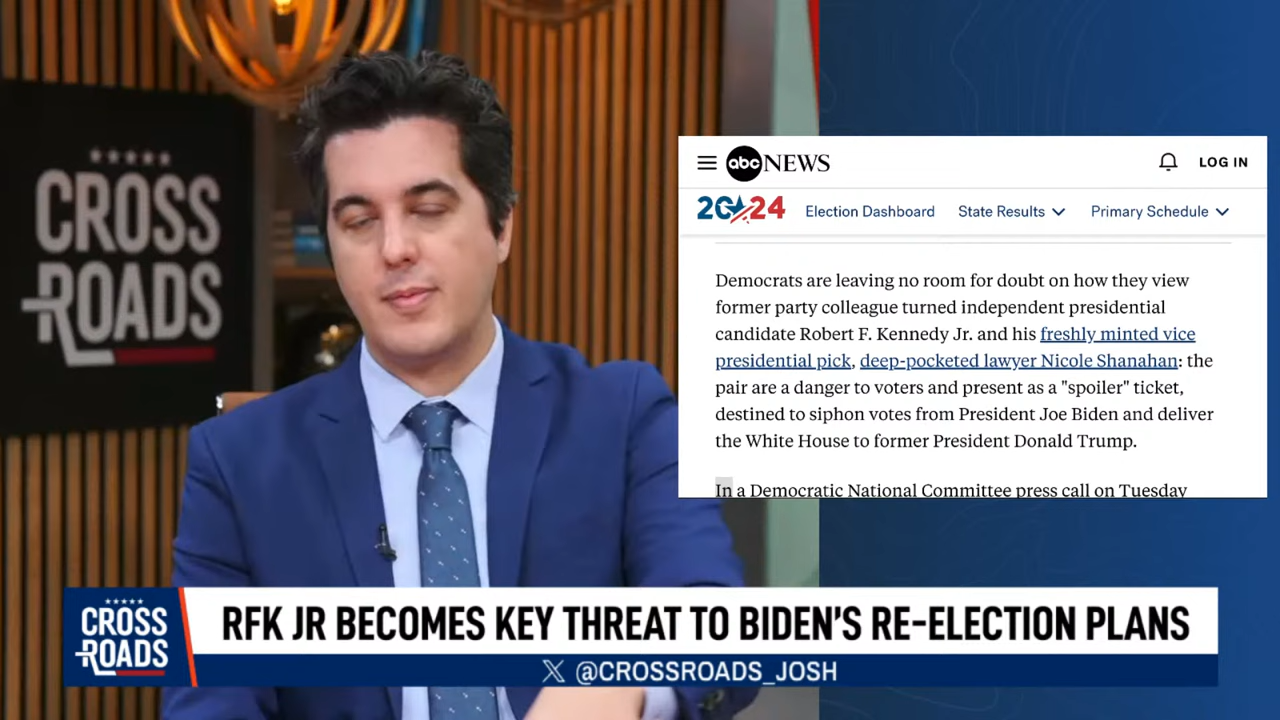 CROSS
ROADS
abc NEWS
LOG IN
2024
Election Dashboard
State Results
Primary Schedule
Democrats are leaving no room for doubt on how they view
former party colleague turned independent presidential
candidate Robert F. Kennedy Jr. and his freshly minted vice
presidential pick, deep-pocketed lawyer Nicole Shanahan: the
pair are a danger to voters and present as a "spoiler" ticket,
destined to siphon votes from President Joe Biden and deliver
the White House to former President Donald Trump.
In a Democratic National Committee press call on Tuesday
CROSS
ROADS
RFK JR BECOMES KEY THREAT TO BIDEN'S RE-ELECTION PLANS
X @CROSSROADS_JOSH